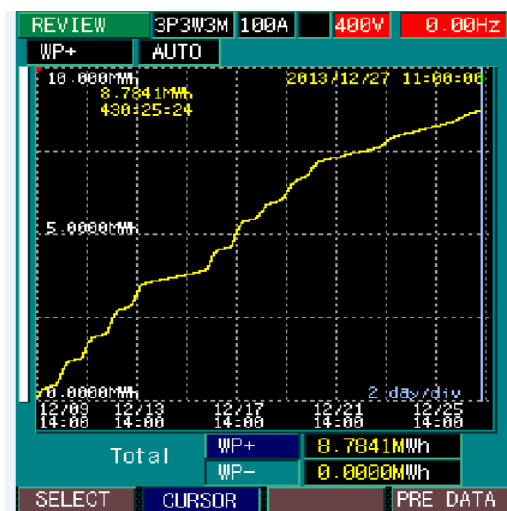 REVIEW 3P3W3M 100A 400V 0.00Hz
WP+ AUTO
10.000MWh 2013/12/27 11:00:00
8.7841MWh
430:25:24
5.0000MWh
0.0000MWh 2 day/div
12/09 12/13 12/17 12/21 12/25
14:00 14:00 14:00 14:00 14:00
Total WP+ 8.7841MWh
WP- 0.0000MWh
SELECT CURSOR PRE DATA